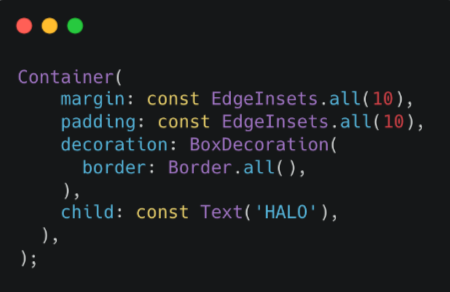 Container(
    margin: const EdgeInsets.all(10),
    padding: const EdgeInsets.all(10),
    decoration: BoxDecoration(
      border: Border.all(),
    ),
    child: const Text('HALO'),
  ),
);